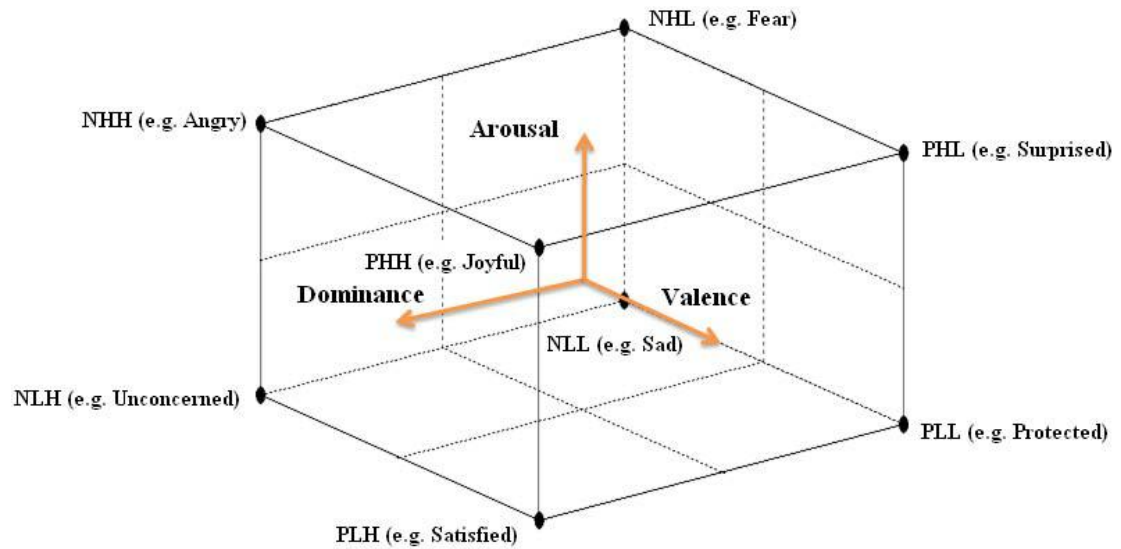 NHL (e.g. Fear)
NHH (e.g. Angry)
Arousal
PHL (e.g. Surprised)
PHH (e.g. Joyful)
Dominance
Valence
NLL (e.g. Sad)
NLH (e.g. Unconcerned)
PLL (e.g. Protected)
PLH (e.g. Satisfied)